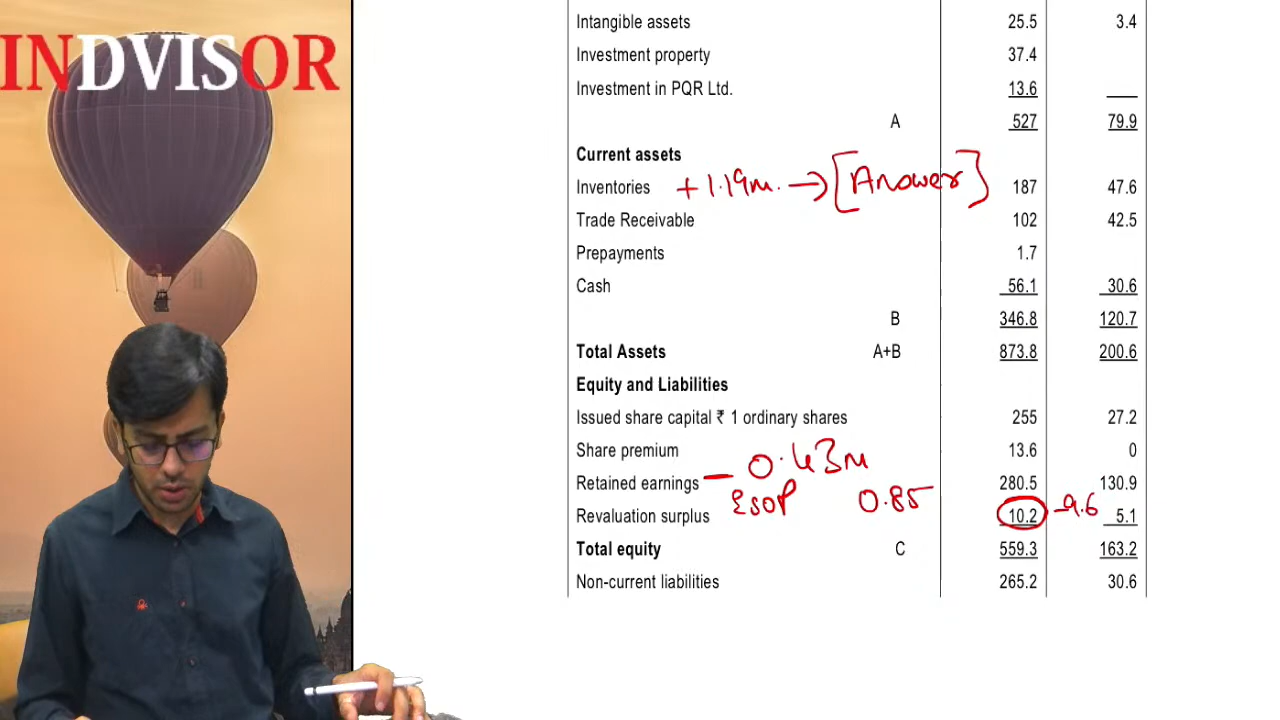 INDVISOR
Intangible assets 25.5 3.4
Investment property 37.4
Investment in PQR Ltd. 13.6
A 527 79.9
Current assets
Inventories +1.19m. → [Answer] 187 47.6
Trade Receivable 102 42.5
Prepayments 1.7
Cash 56.1 30.6
B 346.8 120.7
Total Assets A+B 873.8 200.6
Equity and Liabilities
Issued share capital ₹ 1 ordinary shares 255 27.2
Share premium 13.6 0
Retained earnings - 0.43m 280.5 130.9
ESOP 0.85
Revaluation surplus 10.2 -9.6 5.1
Total equity C 559.3 163.2
Non-current liabilities 265.2 30.6